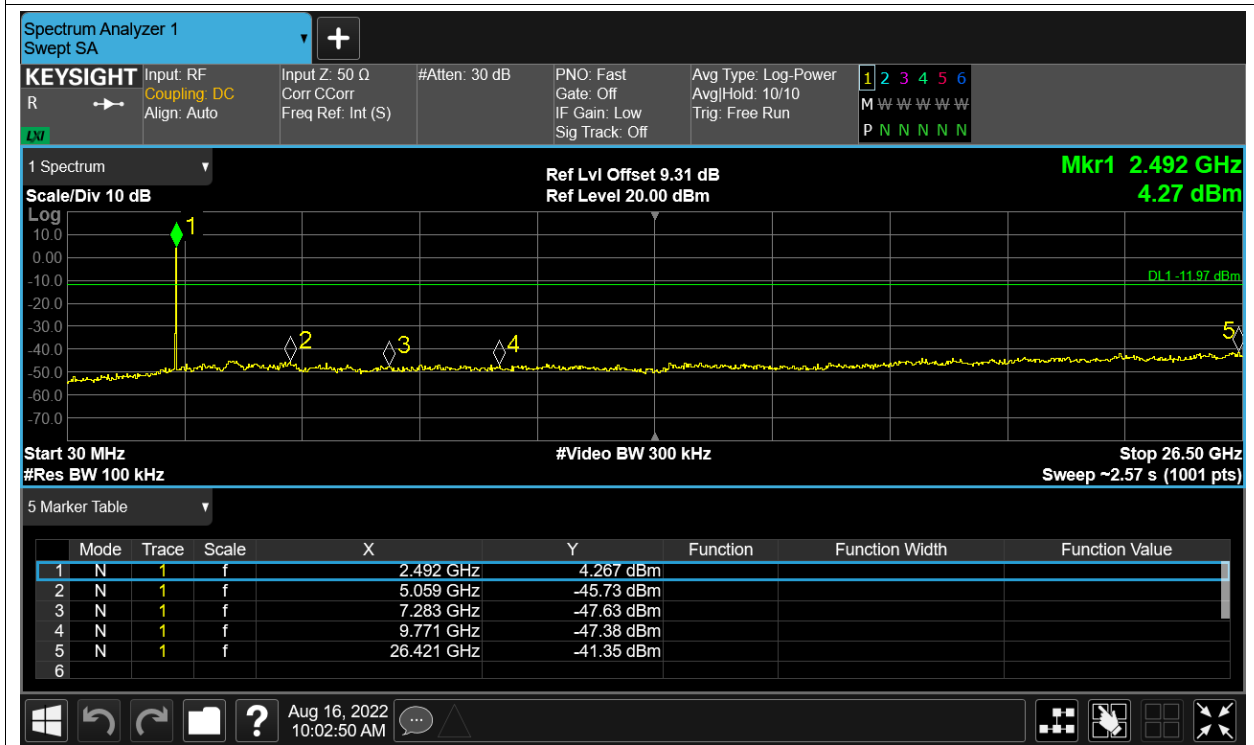 Spectrum Analyzer 1
Swept SA
KEYSIGHT Input: RF Input Z: 50 Ω #Atten: 30 dB PNO: Fast Avg Type: Log-Power 1 2 3 4 5 6
R Coupling: DC Corr CCorr Gate: Off Avg|Hold: 10/10 M W W W W W W
Align: Auto Freq Ref: Int (S) IF Gain: Low Trig: Free Run
LXI Sig Track: Off P N N N N N
1 Spectrum Ref Lvl Offset 9.31 dB Mkr1 2.492 GHz
Scale/Div 10 dB Ref Level 20.00 dBm 4.27 dBm
Log
1
10.0
0.00
-10.0 DL1 -11.97 dBm
-20.0
-30.0
2 3 4 5
-40.0
-50.0
-60.0
-70.0
Start 30 MHz #Video BW 300 kHz Stop 26.50 GHz
#Res BW 100 kHz Sweep ~2.57 s (1001 pts)
5 Marker Table
Mode Trace Scale X Y Function Function Width Function Value
1 N 1 f 2.492 GHz 4.267 dBm
2 N 1 f 5.059 GHz -45.73 dBm
3 N 1 f 7.283 GHz -47.63 dBm
4 N 1 f 9.771 GHz -47.38 dBm
5 N 1 f 26.421 GHz -41.35 dBm
6
? Aug 16, 2022
10:02:50 AM